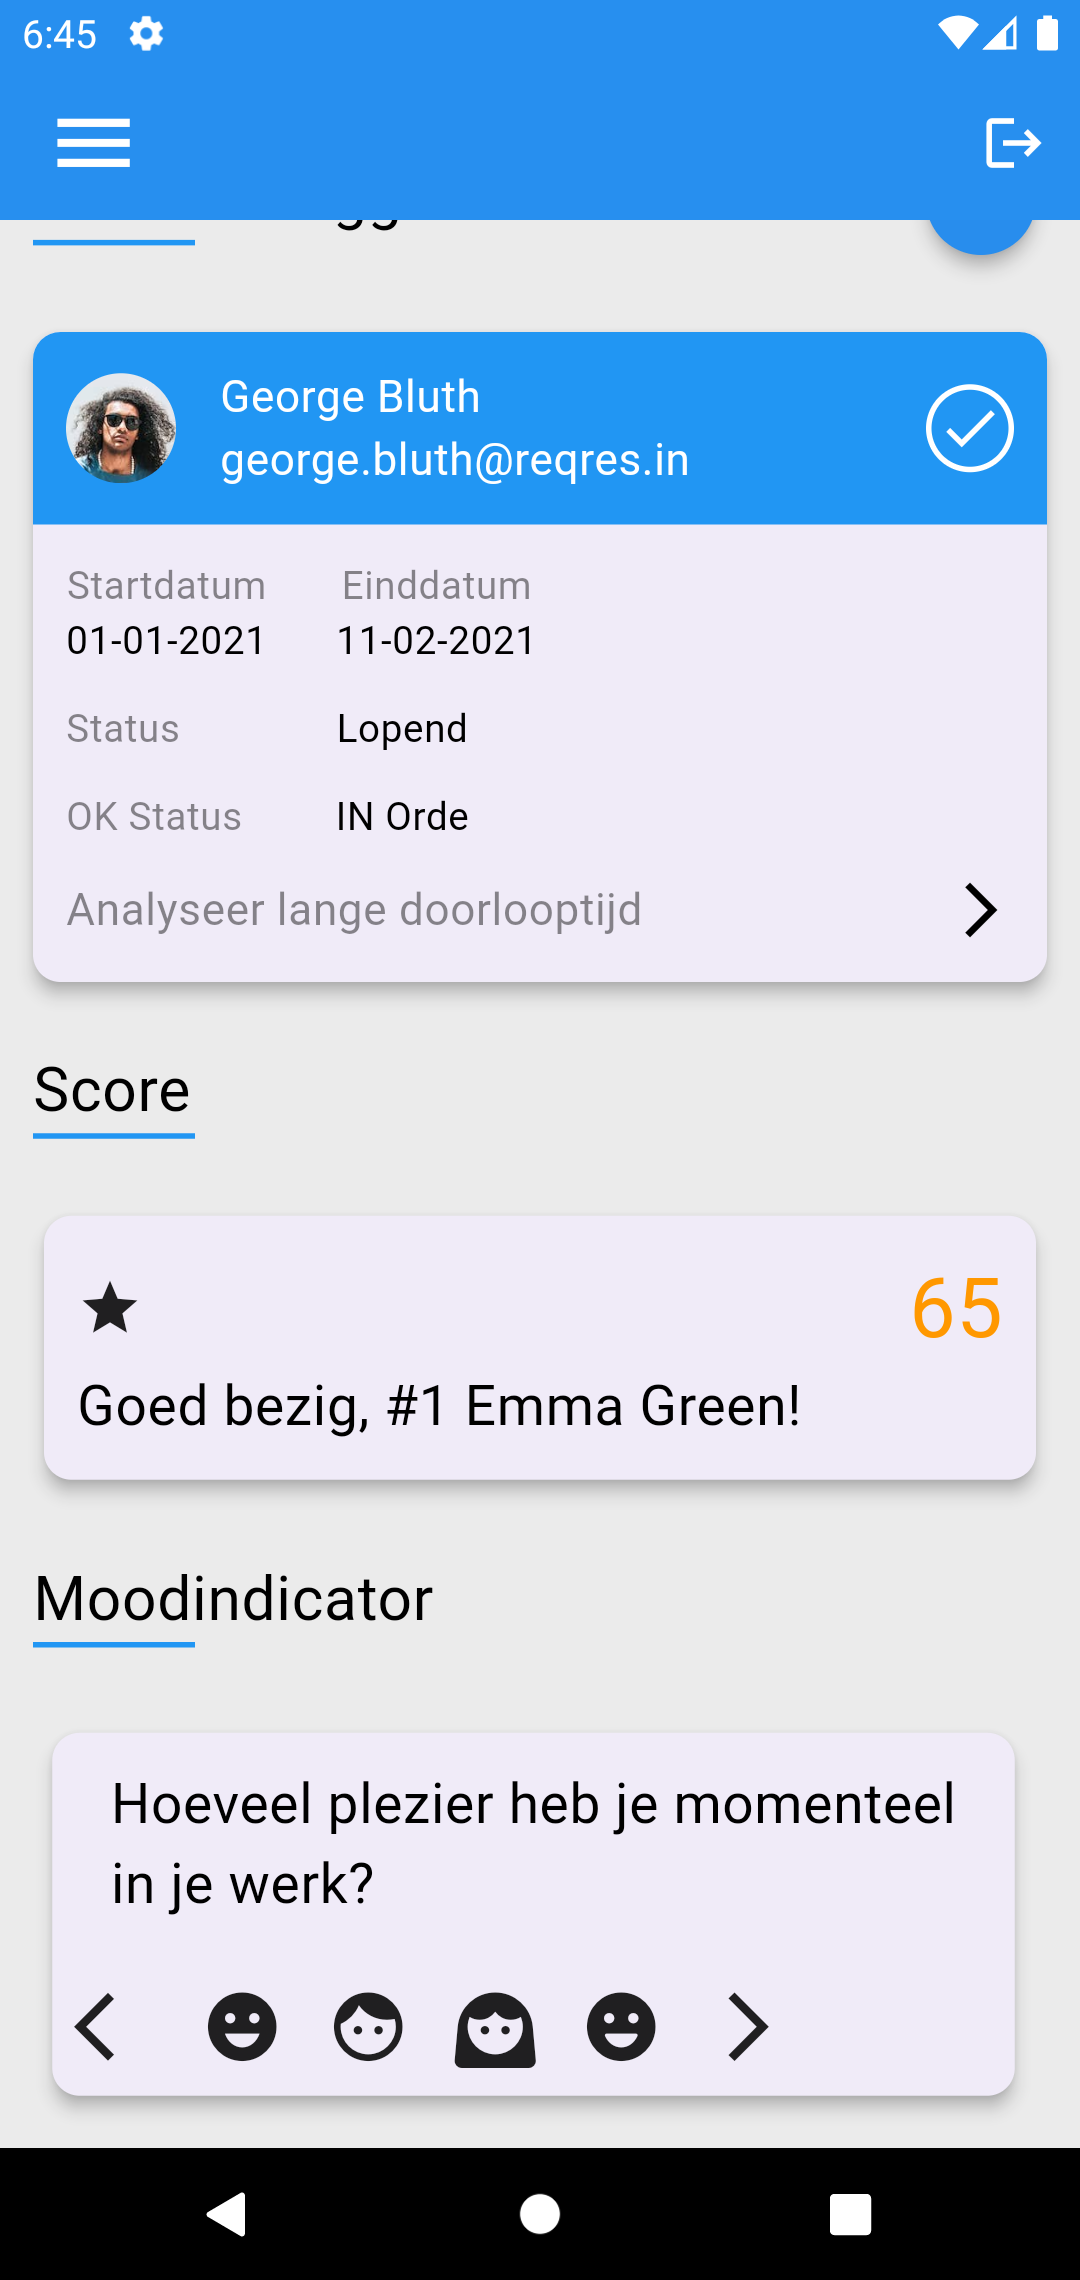 6:45
George Bluth
george.bluth@reqres.in
Startdatum Einddatum
01-01-2021 11-02-2021
Status Lopend
OK Status IN Orde
Analyseer lange doorlooptijd
Score
65
Goed bezig, #1 Emma Green!
Moodindicator
Hoeveel plezier heb je momenteel
in je werk?